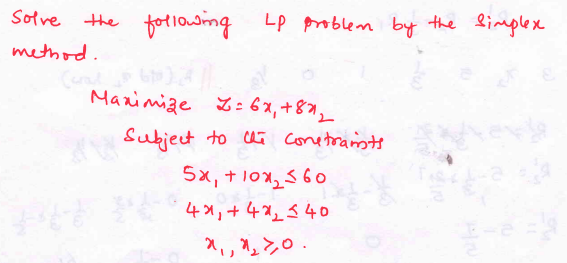 Solve the following LP problem by the Simplex
method.
Maximize Z = 6x₁ + 8x₂
Subject to the constraints
5x₁ + 10x₂ ≤ 60
4x₁ + 4x₂ ≤ 40
x₁, x₂ ≥ 0.